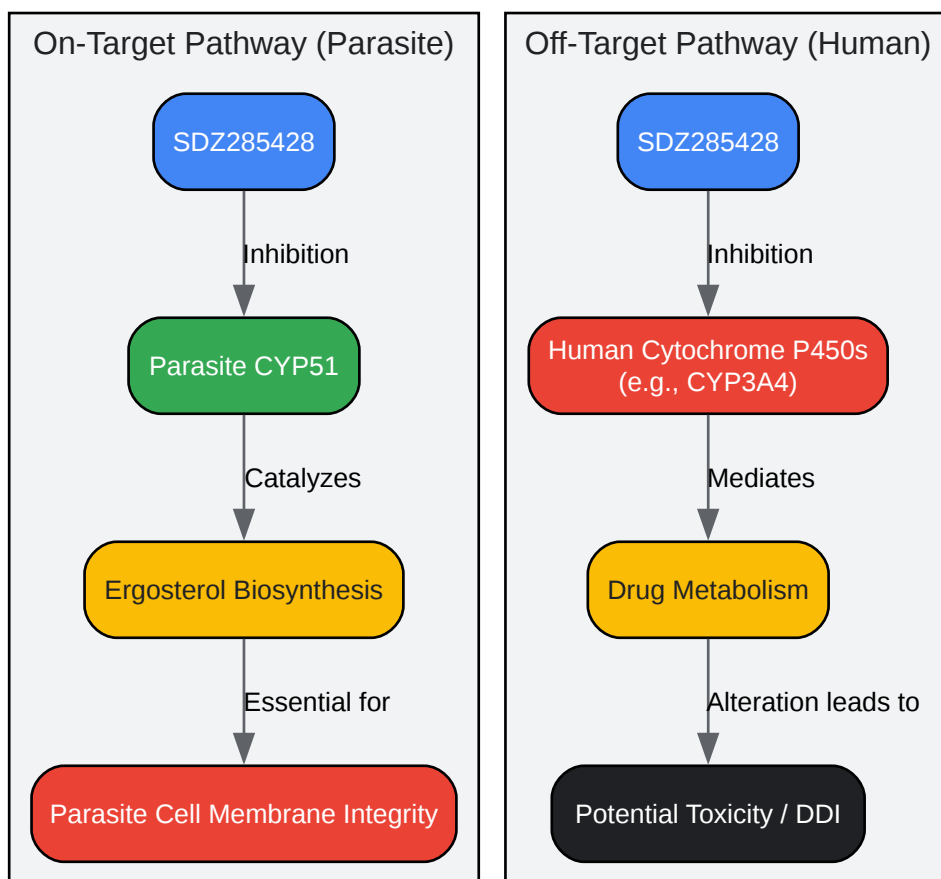 On-Target Pathway (Parasite)
SDZ285428
Inhibition
Parasite CYP51
Catalyzes
Ergosterol Biosynthesis
Essential for
Parasite Cell Membrane Integrity
Off-Target Pathway (Human)
SDZ285428
Inhibition
Human Cytochrome P450s
(e.g., CYP3A4)
Mediates
Drug Metabolism
Alteration leads to
Potential Toxicity / DDI